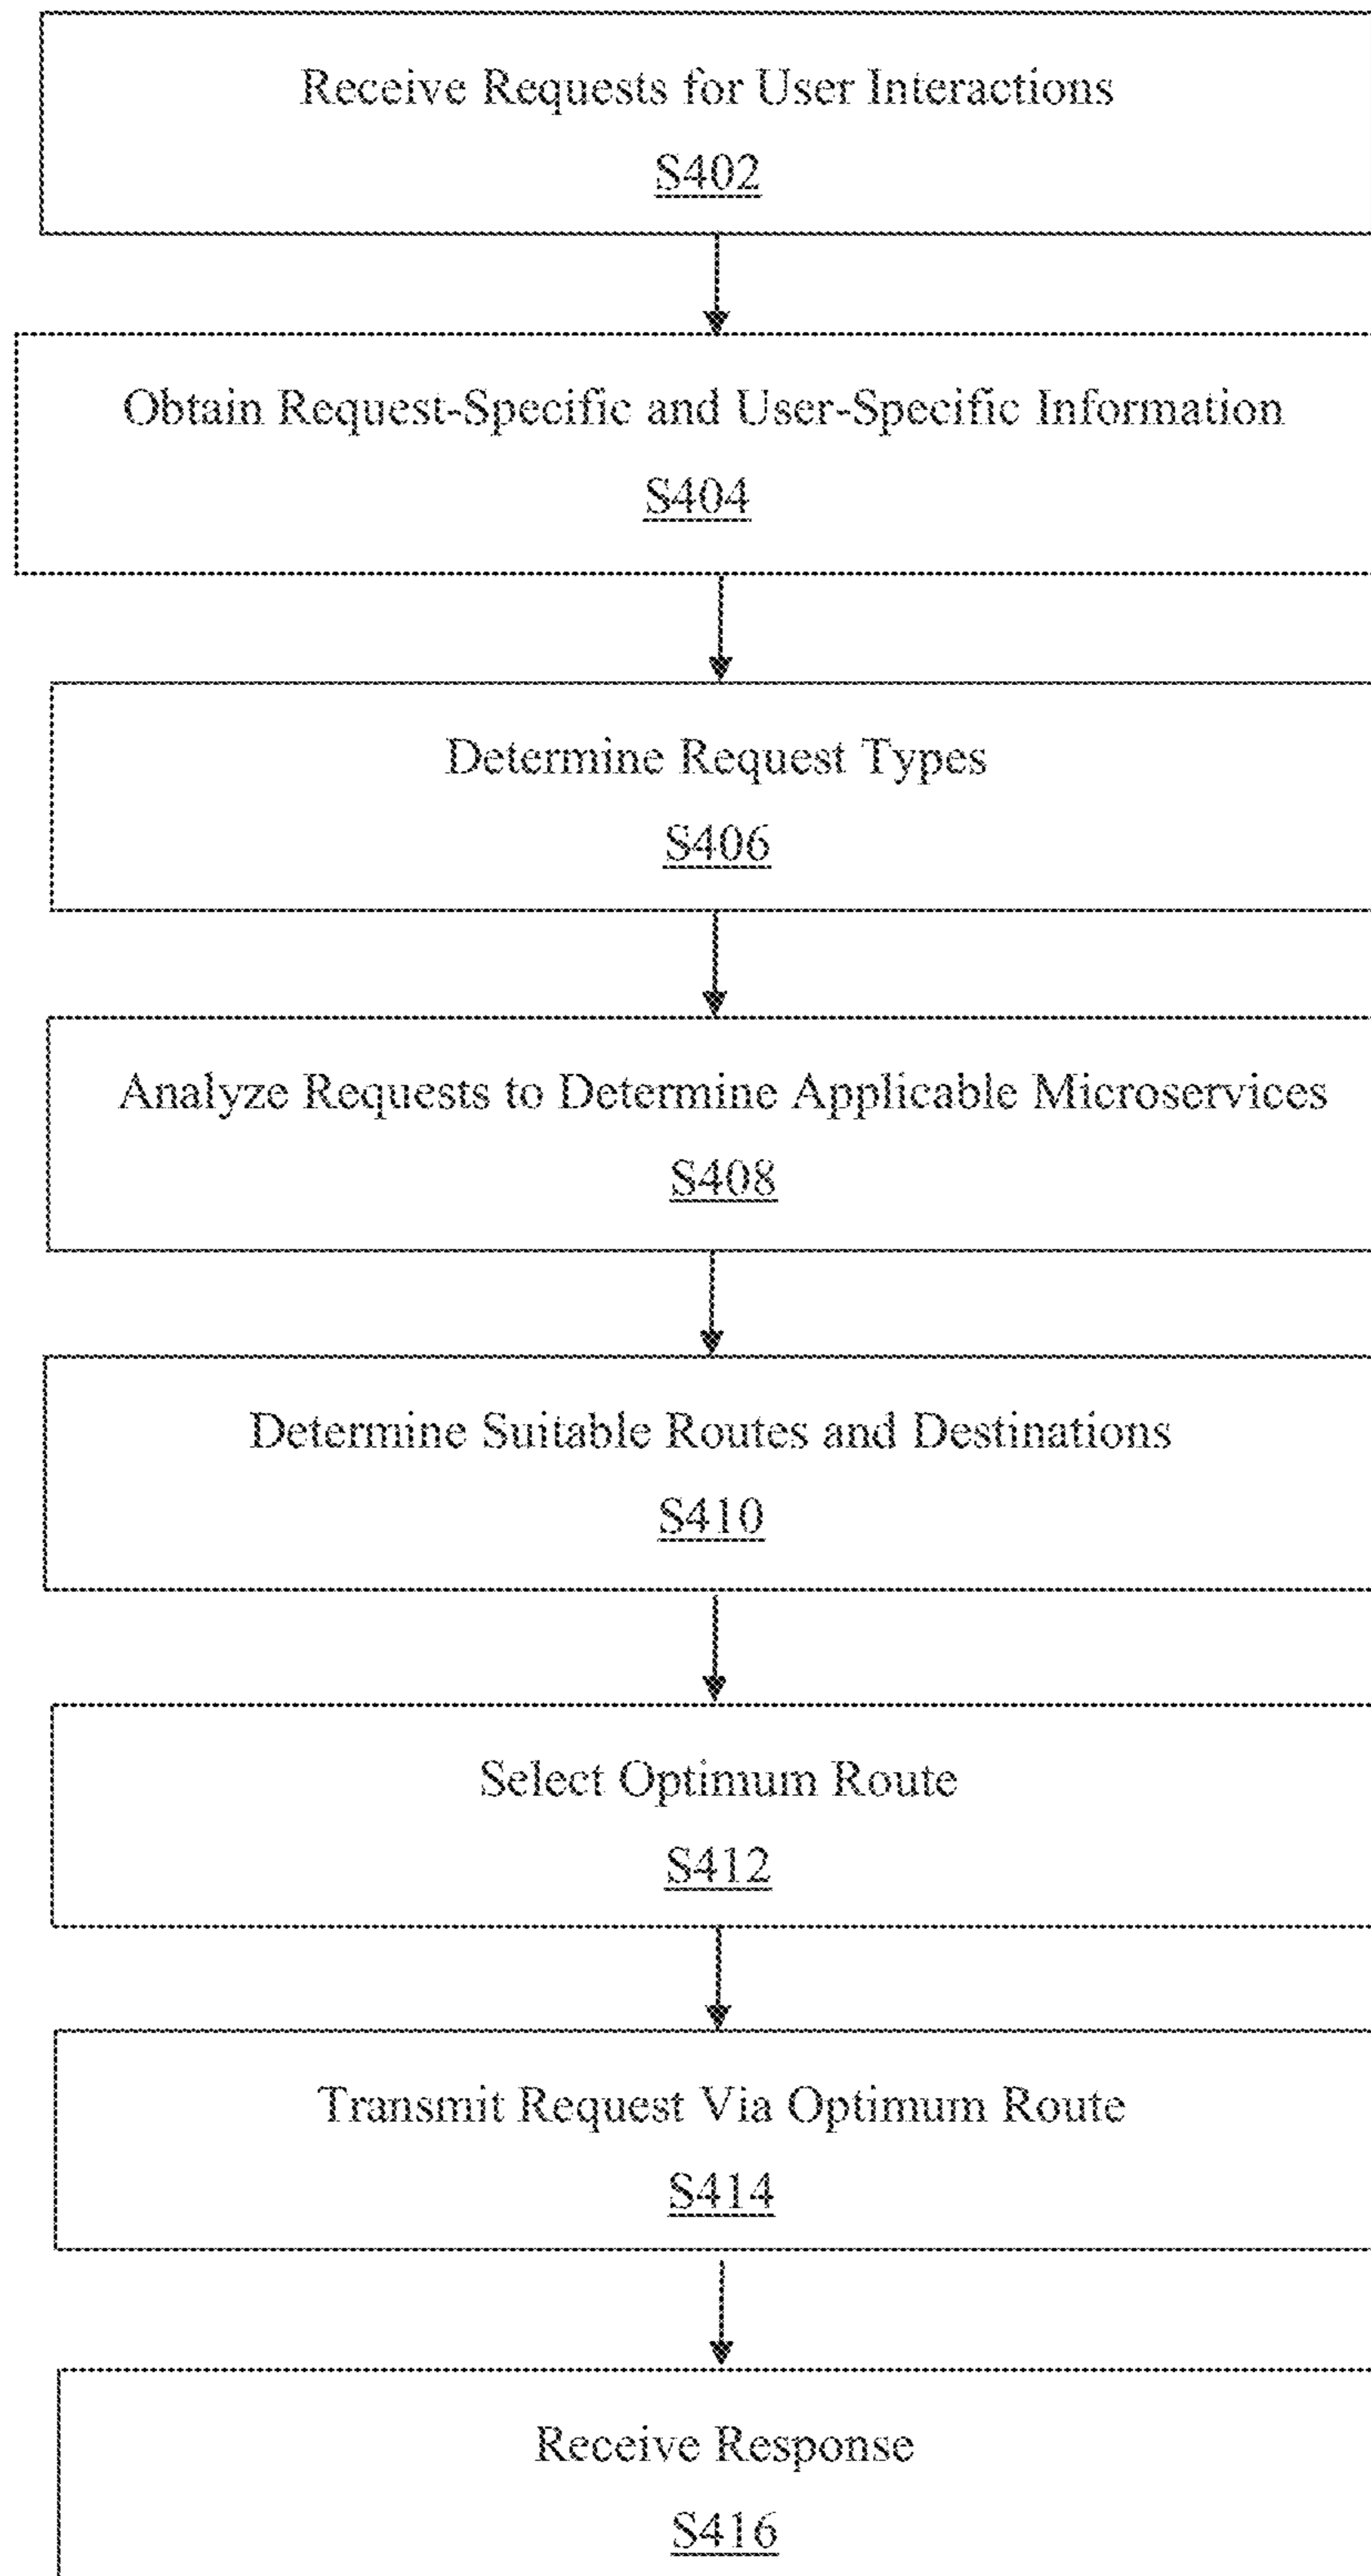 Receive Requests for User Interactions
S402
Obtain Request-Specific and User-Specific Information
S404
Determine Request Types
S406
Analyze Requests to Determine Applicable Microservices
S408
Determine Suitable Routes and Destinations
S410
Select Optimum Route
S412
Transmit Request Via Optimum Route
S414
Receive Response
S416